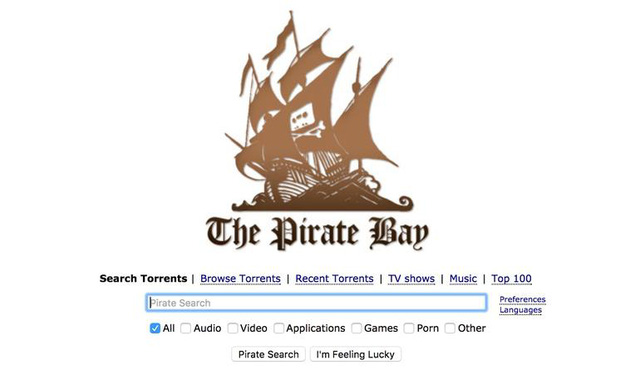 The Pirate Bay
Search Torrents | Browse Torrents | Recent Torrents | TV shows | Music | Top 100
Pirate Search
Preferences
Languages
All Audio Video Applications Games Porn Other
Pirate Search I'm Feeling Lucky